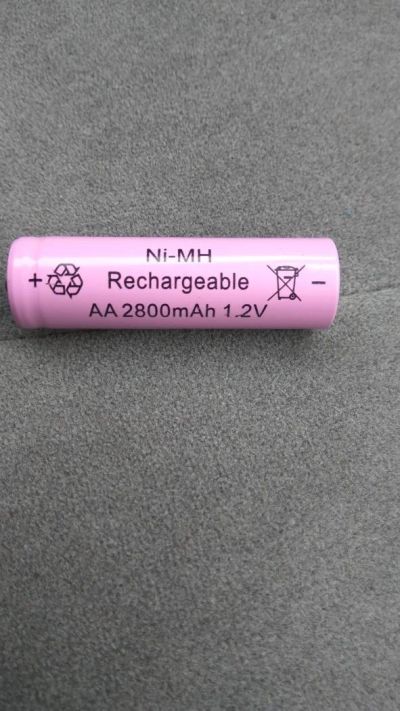 Ni-MH
+ Rechargeable -
AA 2800mAh 1.2V